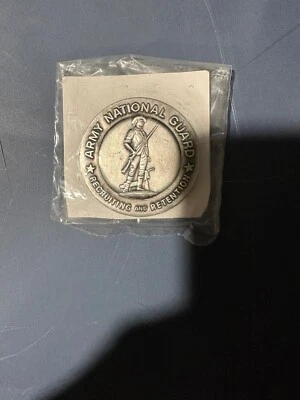 ARMY NATIONAL GUARD
RECRUITING AND RETENTION